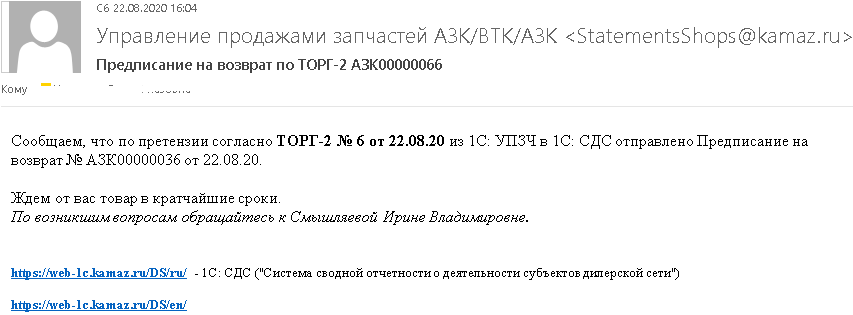 Сб 22.08.2020 16:04
Управление продажами запчастей АЗК/ВТК/АЗК <StatementsShops@kamaz.ru>
Предписание на возврат по ТОРГ-2 АЗК00000066
Кому
Сообщаем, что по претензии согласно ТОРГ-2 № 6 от 22.08.20 из 1С: УПЗЧ в 1С: СДС отправлено Предписание на
возврат № АЗК00000036 от 22.08.20.
Ждем от вас товар в кратчайшие сроки.
По возникшим вопросам обращайтесь к Смышляевой Ирине Владимировне.
https://web-1c.kamaz.ru/DS/ru/ - 1С: СДС ("Система сводной отчетности о деятельности субъектов дилерской сети")
https://web-1c.kamaz.ru/DS/en/